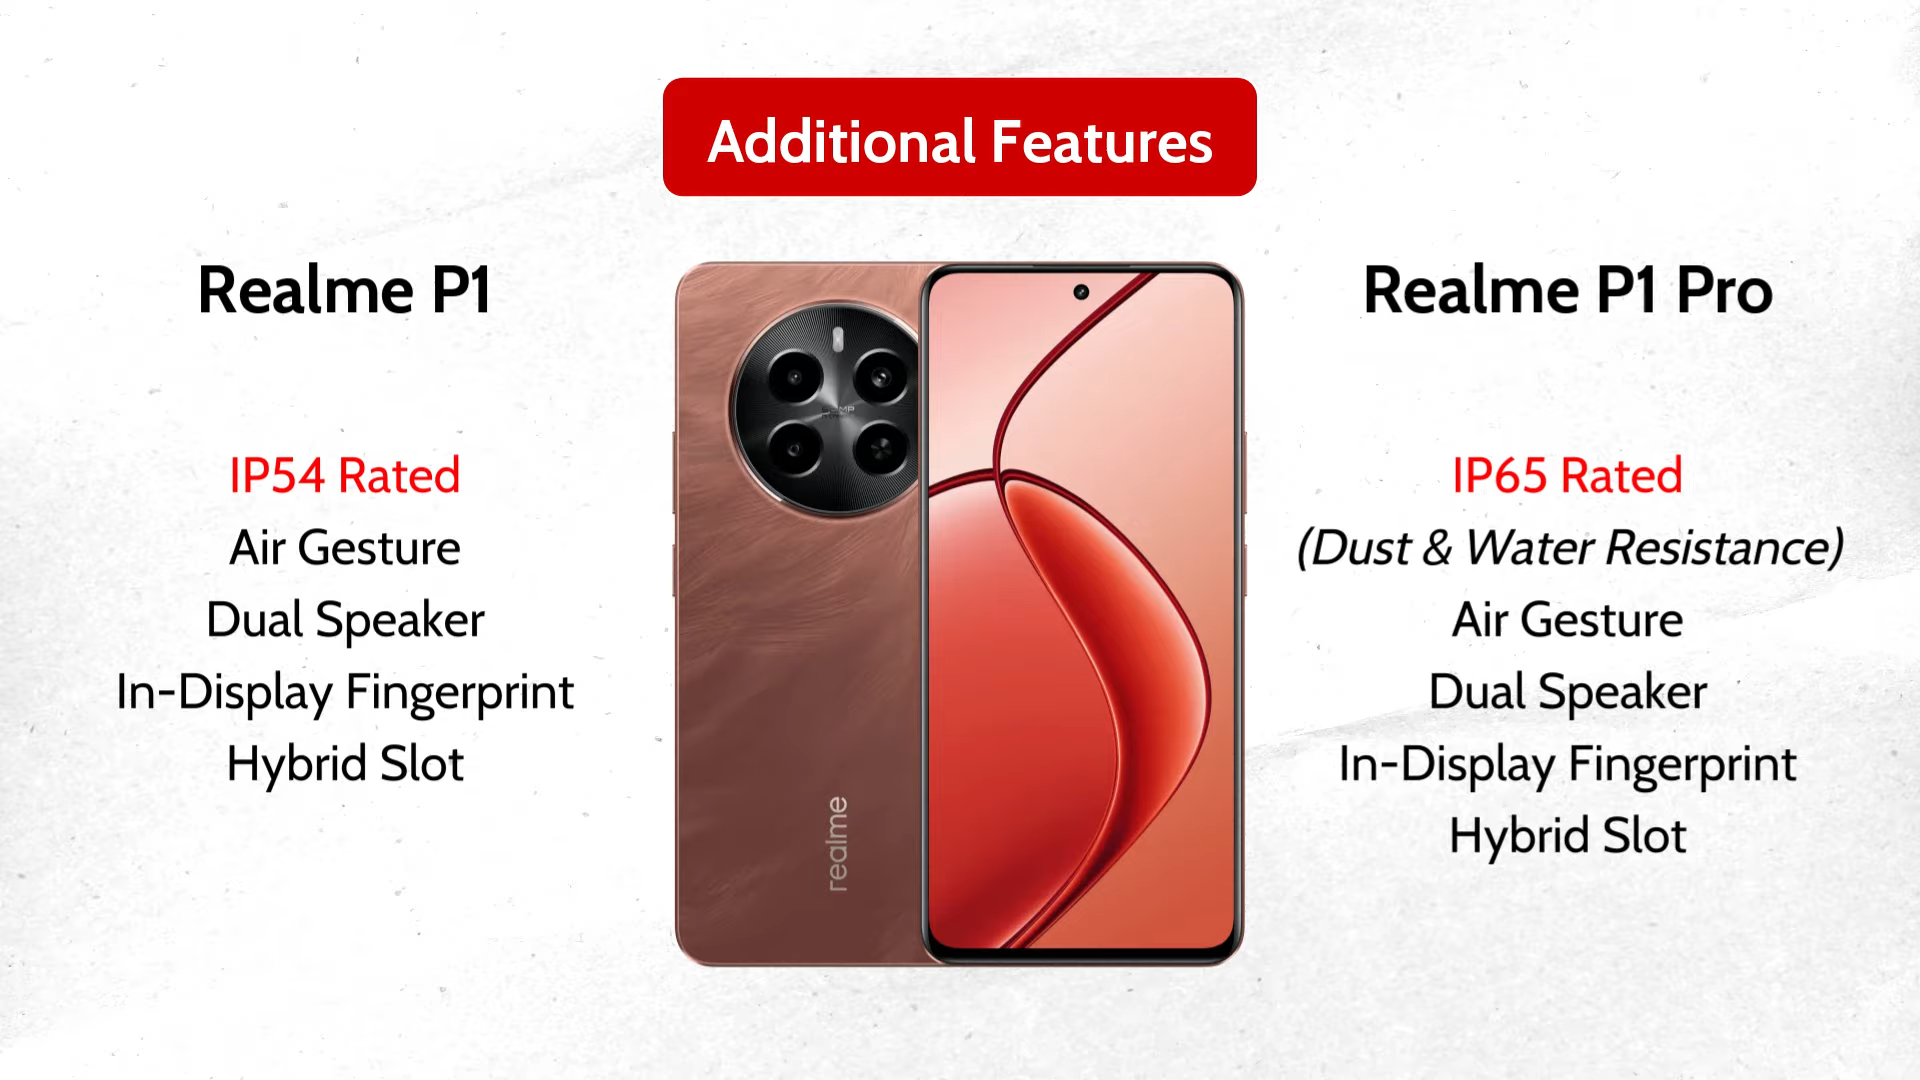 Additional Features
Realme P1
IP54 Rated
Air Gesture
Dual Speaker
In-Display Fingerprint
Hybrid Slot
realme
Realme P1 Pro
IP65 Rated
(Dust & Water Resistance)
Air Gesture
Dual Speaker
In-Display Fingerprint
Hybrid Slot